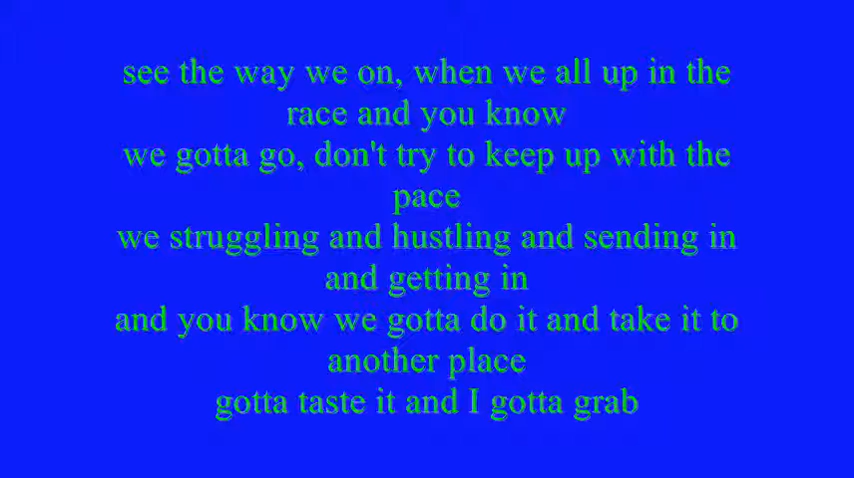 see the way we on, when we all up in the
race and you know
we gotta go, don't try to keep up with the
pace
we struggling and hustling and sending in
and getting in
and you know we gotta do it and take it to
another place
gotta taste it and I gotta grab